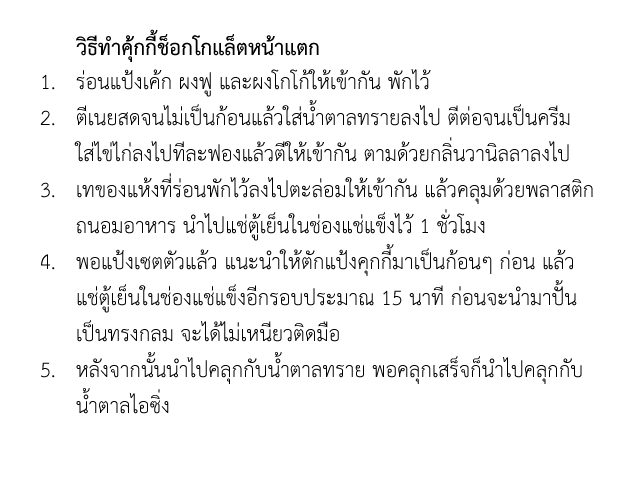 วิธีทำคุ้กกี้ช็อกโกแล็ตหน้าแตก
1. ร่อนแป้งเค้ก ผงฟู และผงโกโก้ให้เข้ากัน พักไว้
2. ตีเนยสดจนไม่เป็นก้อนแล้วใส่น้ำตาลทรายลงไป ตีต่อจนเป็นครีม
ใส่ไข่ไก่ลงไปทีละฟองแล้วตีให้เข้ากัน ตามด้วยกลิ่นวานิลลาลงไป
3. เทของแห้งที่ร่อนพักไว้ลงไปตะล่อมให้เข้ากัน แล้วคลุมด้วยพลาสติก
ถนอมอาหาร นำไปแช่ตู้เย็นในช่องแช่แข็งไว้ 1 ชั่วโมง
4. พอแป้งเซตตัวแล้ว แนะนำให้ตักแป้งคุกกี้มาเป็นก้อนๆ ก่อน แล้ว
แช่ตู้เย็นในช่องแช่แข็งอีกรอบประมาณ 15 นาที ก่อนจะนำมาปั้น
เป็นทรงกลม จะได้ไม่เหนียวติดมือ
5. หลังจากนั้นนำไปคลุกกับน้ำตาลทราย พอคลุกเสร็จก็นำไปคลุกกับ
น้ำตาลไอซิ่ง